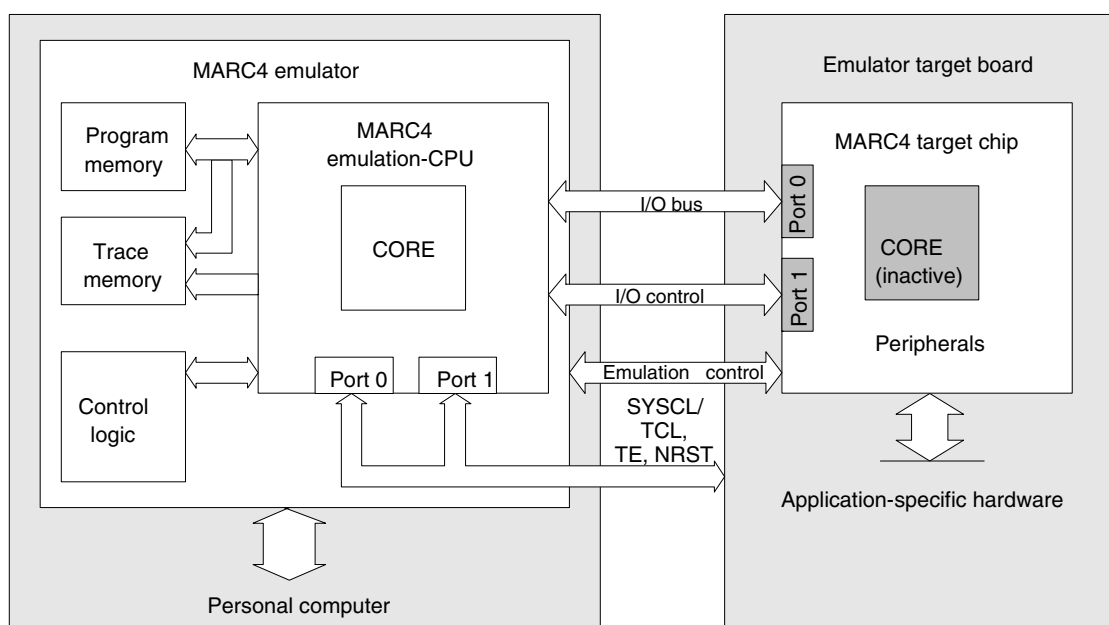 MARC4 emulator
Program
memory
Trace
memory
Control
logic
MARC4
emulation-CPU
CORE
Port 0
Port 1
Personal computer
I/O bus
I/O control
Emulation control
SYSCL/
TCL,
TE, NRST
Emulator target board
MARC4 target chip
Port 0
Port 1
CORE
(inactive)
Peripherals
Application-specific hardware